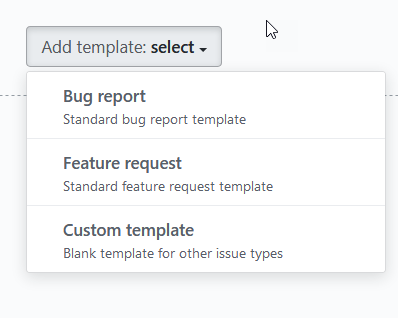 Add template: select
Bug report
Standard bug report template
Feature request
Standard feature request template
Custom template
Blank template for other issue types